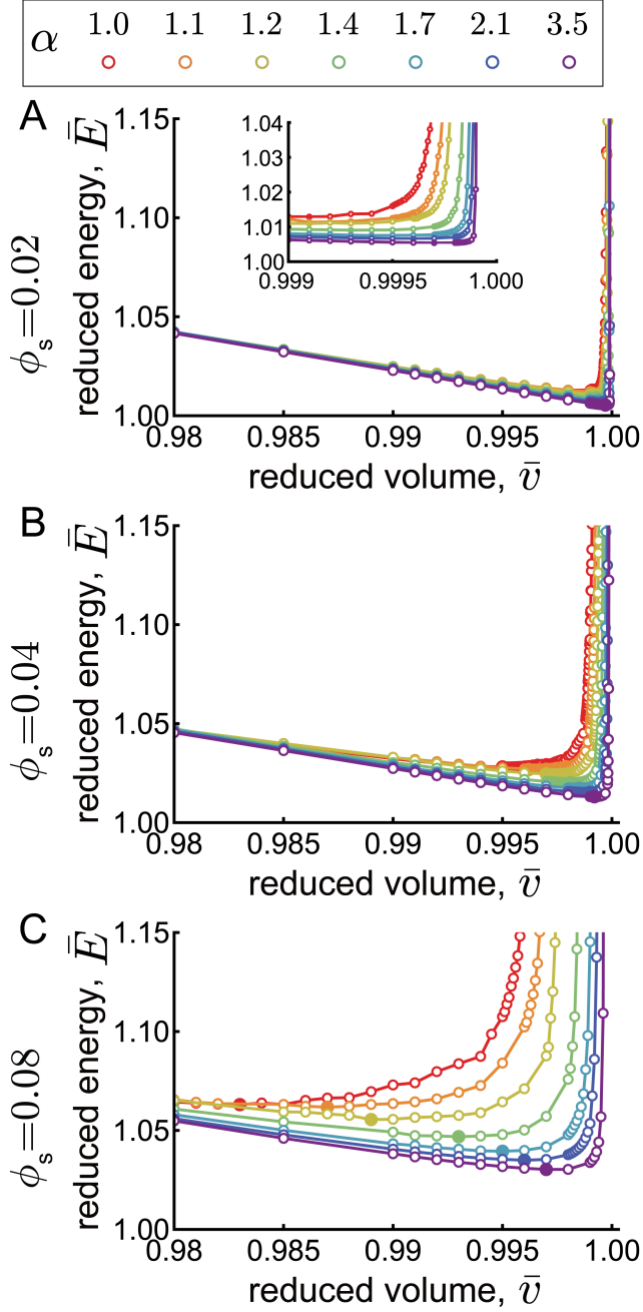 α 1.0 1.1 1.2 1.4 1.7 2.1 3.5
A
ϕs=0.02
reduced energy, E̅
1.15
1.10
1.05
1.00
1.04
1.03
1.02
1.01
1.00
0.999 0.9995 1.000
0.98 0.985 0.99 0.995 1.00
reduced volume, v̅
B
ϕs=0.04
reduced energy, E̅
1.15
1.10
1.05
1.00
0.98 0.985 0.99 0.995 1.00
reduced volume, v̅
C
ϕs=0.08
reduced energy, E̅
1.15
1.10
1.05
1.00
0.98 0.985 0.99 0.995 1.00
reduced volume, v̅